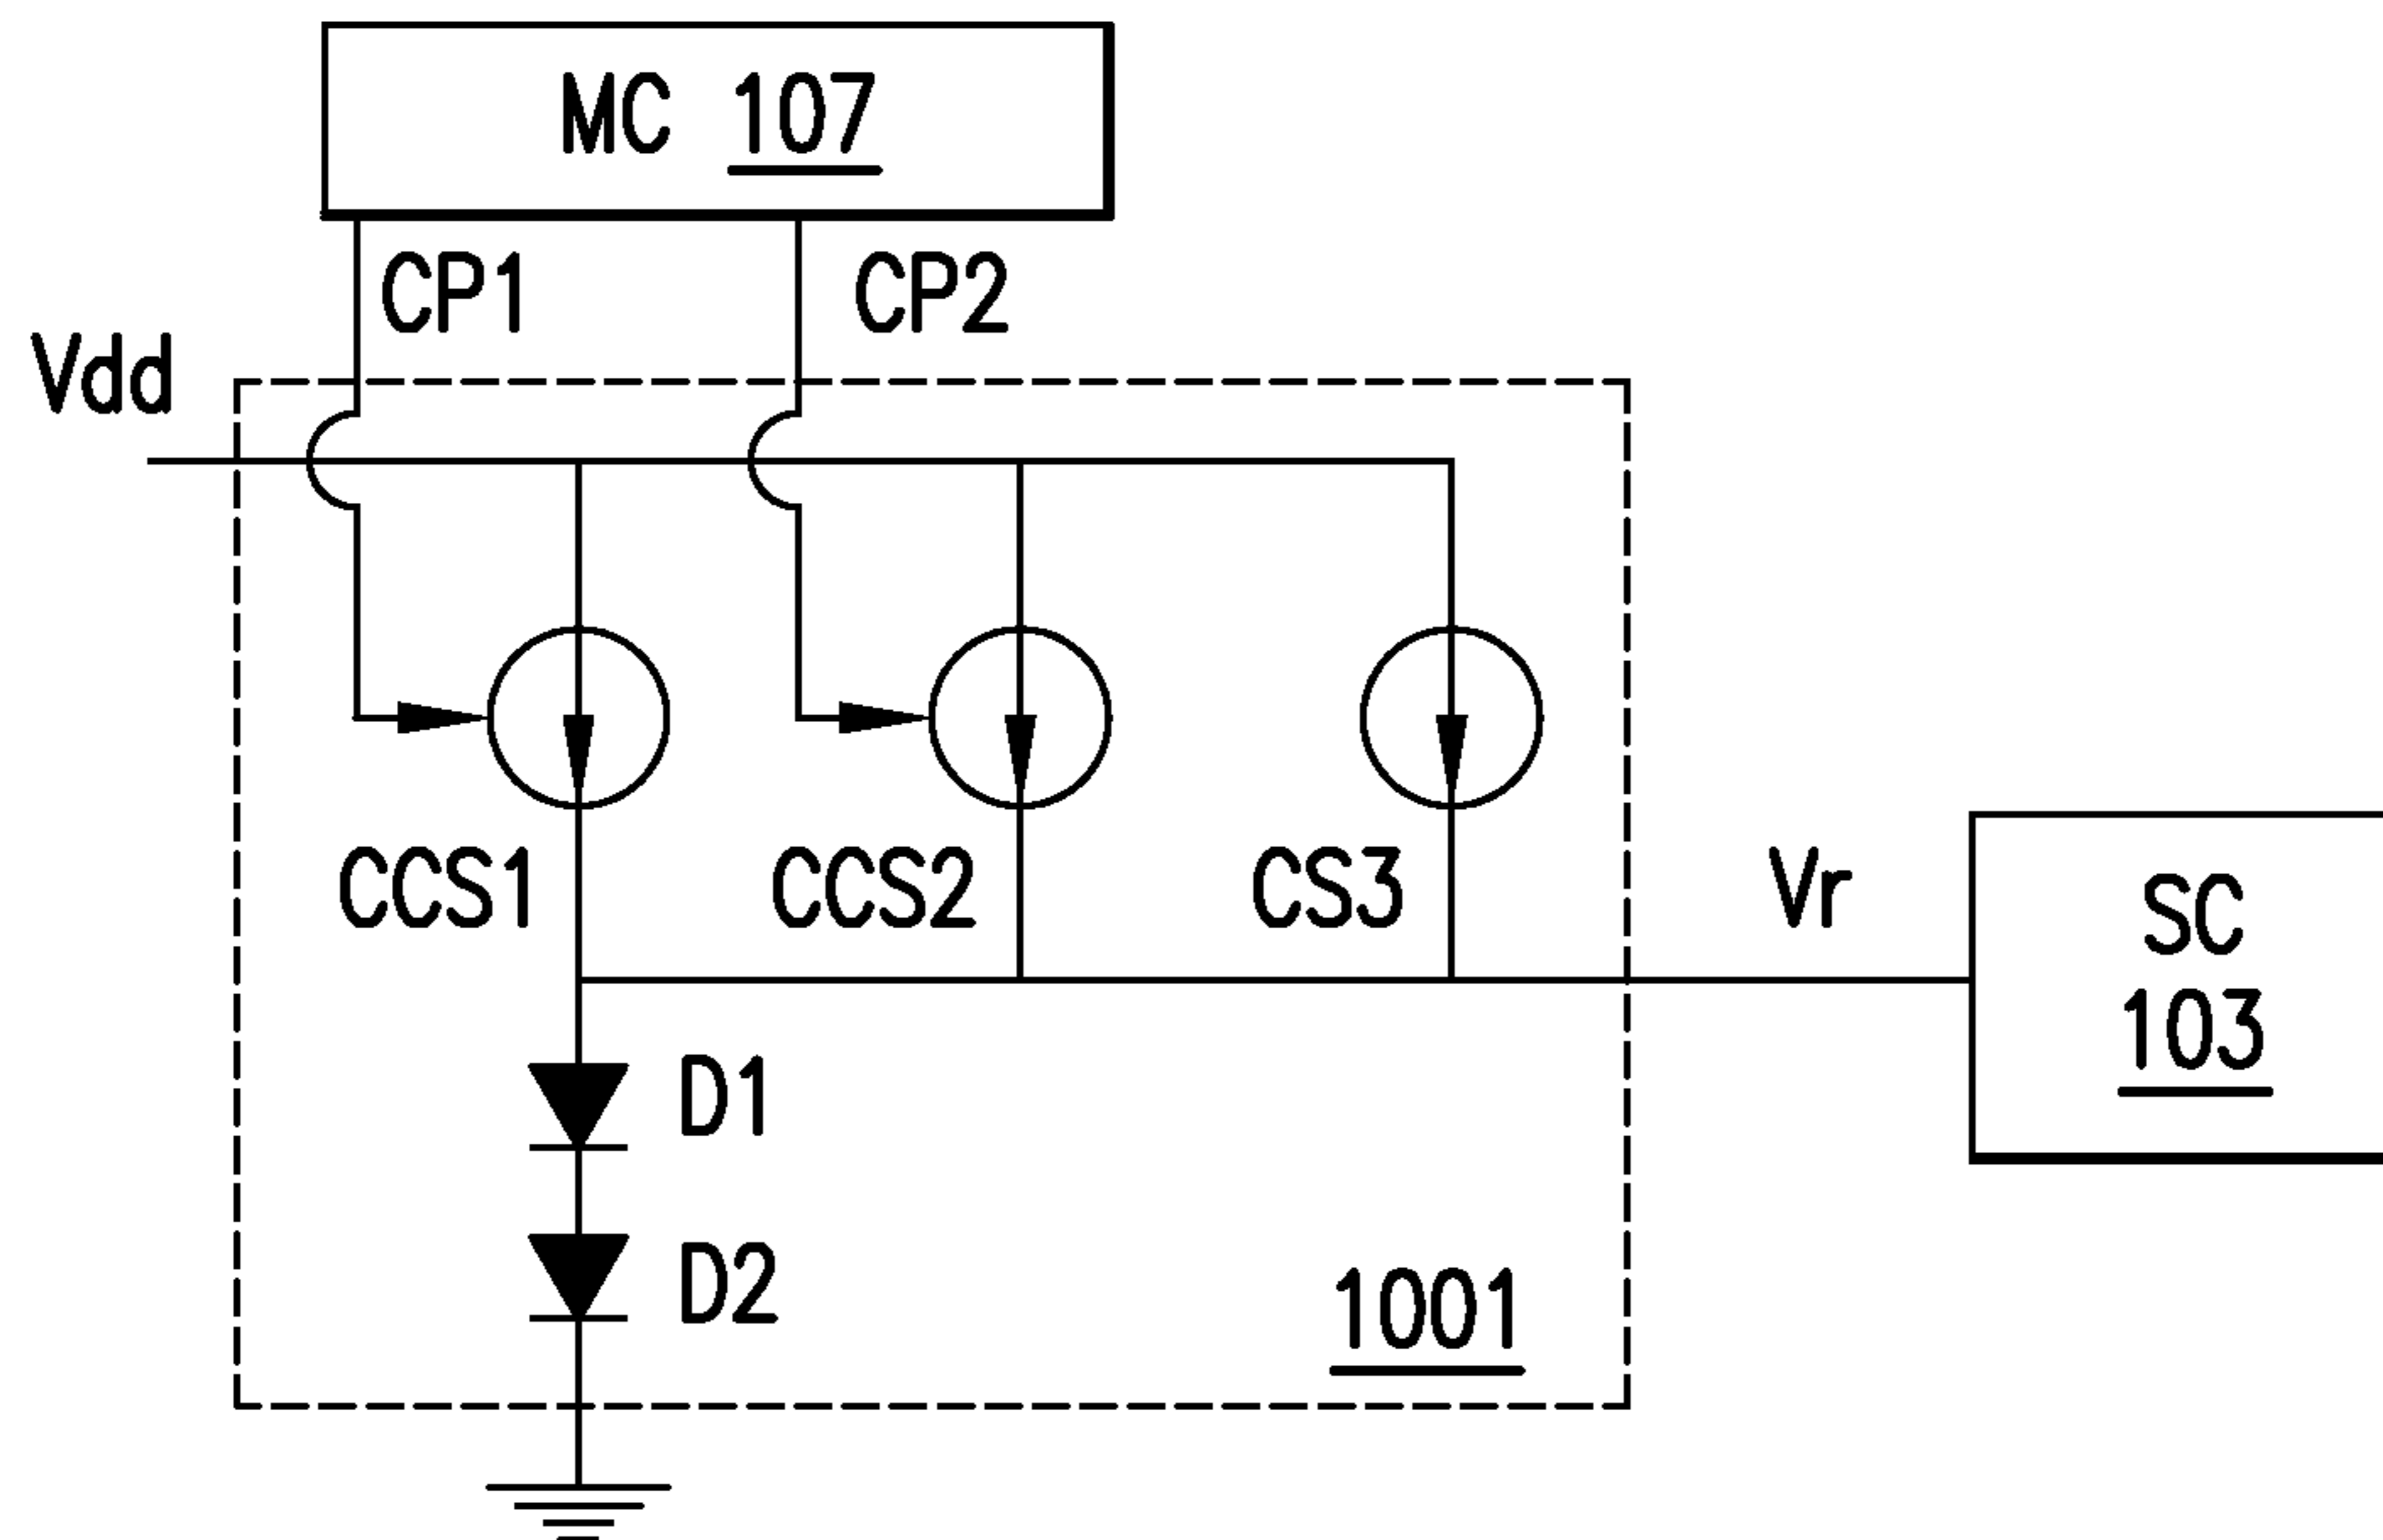 MC 107
CP1 CP2
Vdd
CCS1 CCS2 CS3 Vr
SC
103
D1
D2
1001